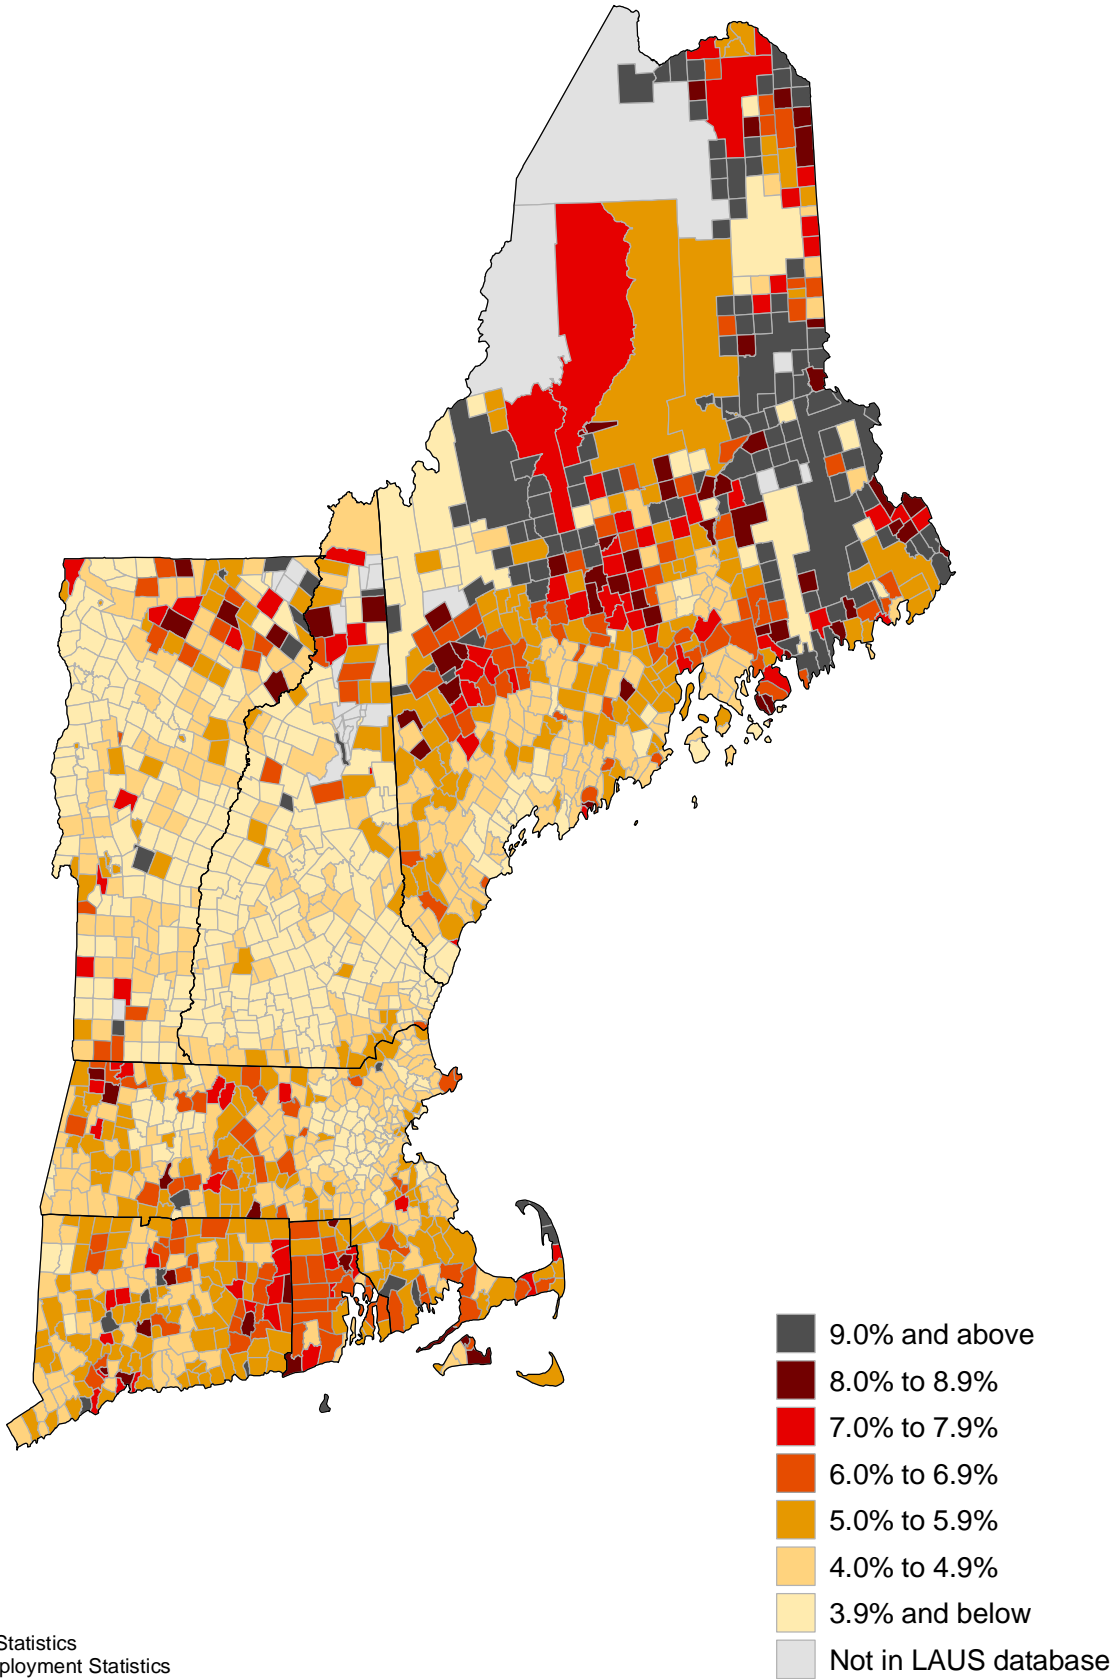 9.0% and above
8.0% to 8.9%
7.0% to 7.9%
6.0% to 6.9%
5.0% to 5.9%
4.0% to 4.9%
3.9% and below
Not in LAUS database
Statistics
ployment Statistics